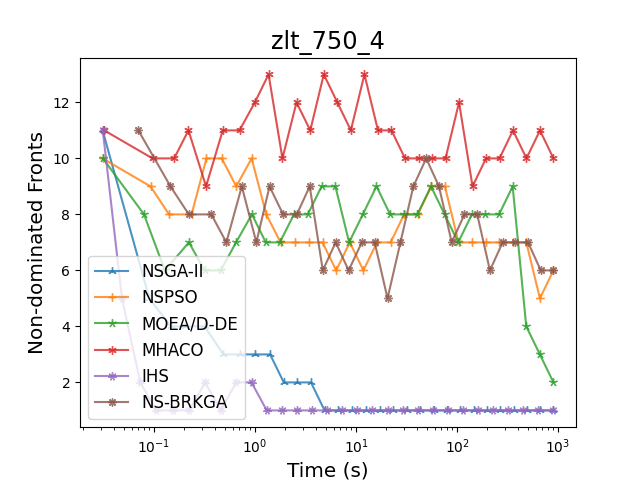 zlt_750_4
Non-dominated Fronts
12
10
8
6
4
2
NSGA-II
NSPSO
MOEA/D-DE
MHACO
IHS
NS-BRKGA
10⁻¹ 10⁰ 10¹ 10² 10³
Time (s)